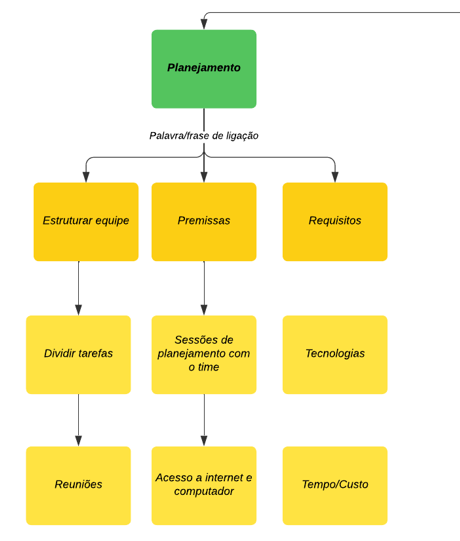 Planejamento
Palavra/frase de ligação
Estruturar equipe
Premissas
Requisitos
Dividir tarefas
Sessões de
planejamento com
o time
Tecnologias
Reuniões
Acesso a internet e
computador
Tempo/Custo